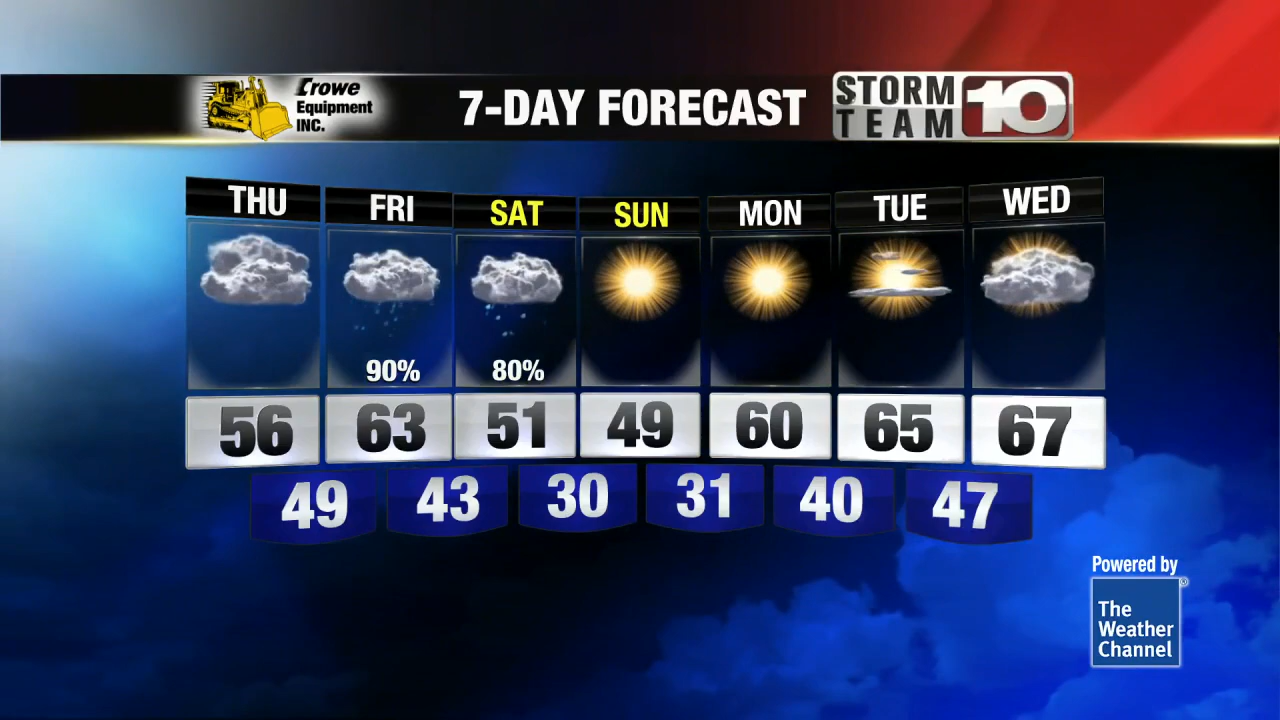 Crowe
Equipment
INC.
7-DAY FORECAST
STORM
TEAM
10
THU FRI SAT SUN MON TUE WED
90% 80%
56 63 51 49 60 65 67
49 43 30 31 40 47
Powered by
The
Weather
Channel
®